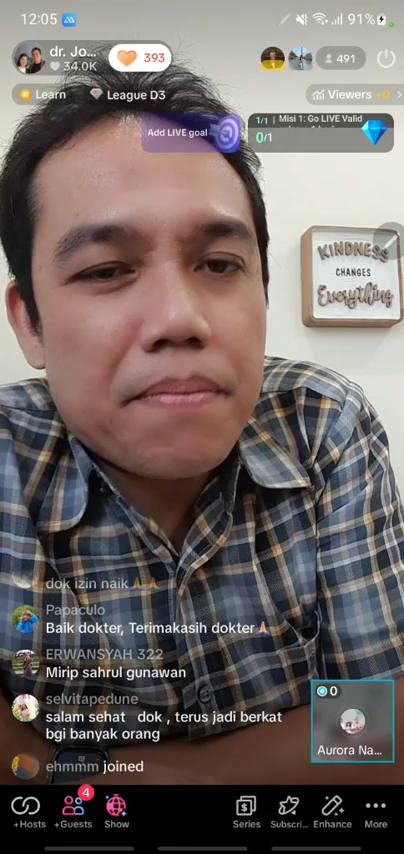 12:05
91%
dr. Jo...
34.0K
393
491
Learn
League D3
Viewers
Add LIVE goal
1/1 | Misi 1: Go LIVE Valid
0/1
KINDNESS
CHANGES
Everything
dok izin naik🙏🙏
Papaculo
Baik dokter, Terimakasih dokter🙏
ERWANSYAH 322
Mirip sahrul gunawan
selvitapedune
salam sehat dok , terus jadi berkat
bgi banyak orang
0
Aurora Na...
ehmmm joined
4
+Hosts
+Guests
Show
Series
Subscri...
Enhance
More